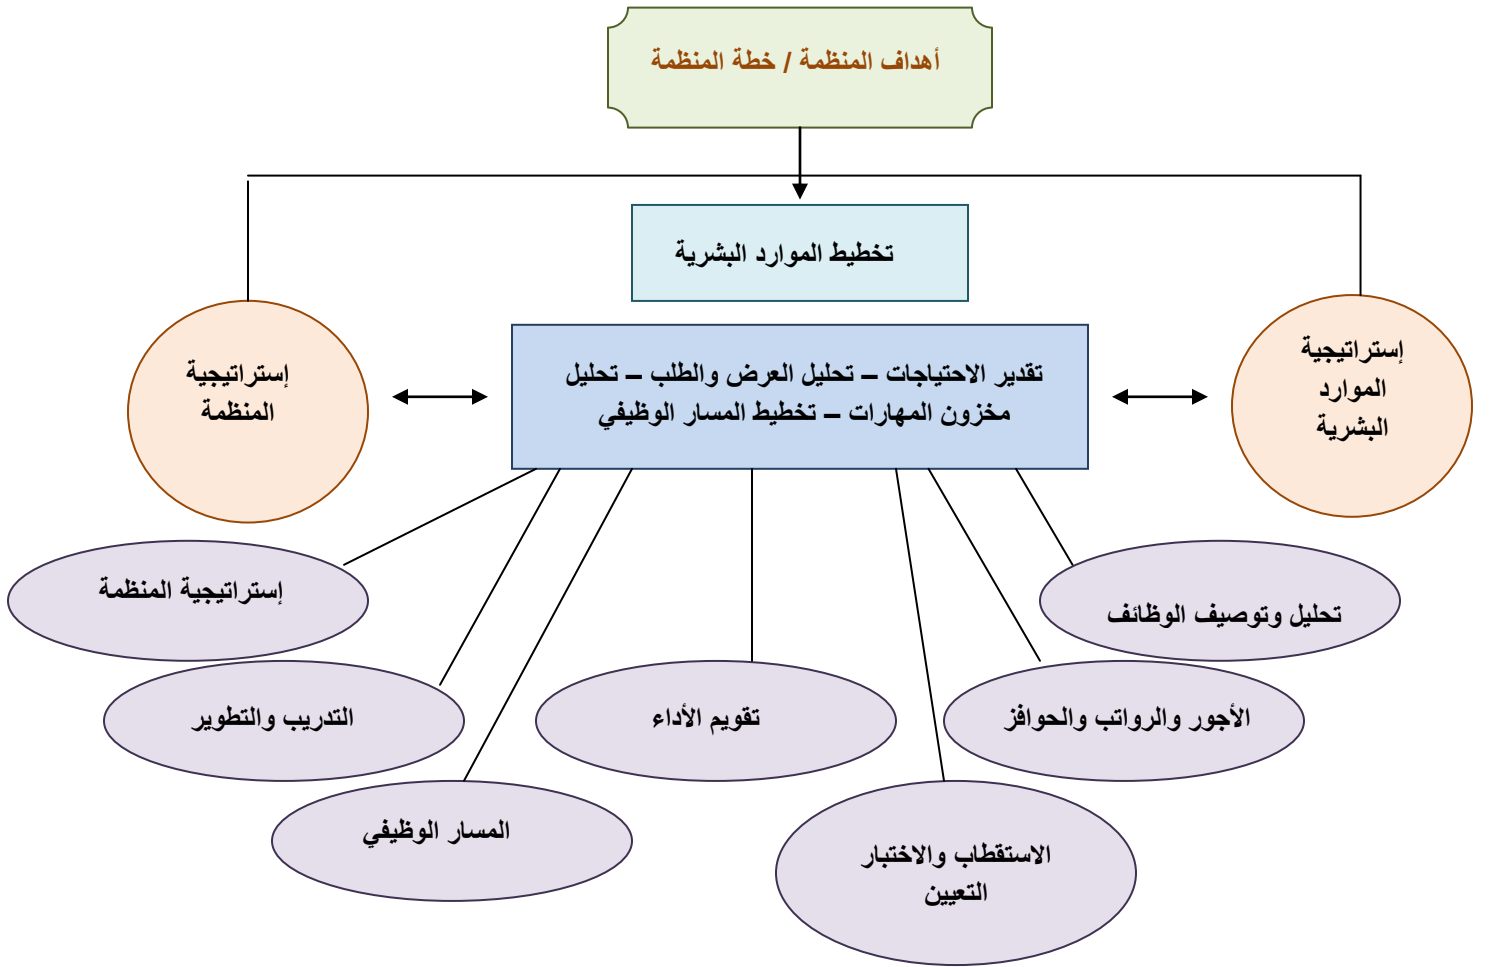 أهداف المنظمة / خطة المنظمة
تخطيط الموارد البشرية
إستراتيجية
الموارد
البشرية
تقدير الاحتياجات – تحليل العرض والطلب – تحليل
مخزون المهارات – تخطيط المسار الوظيفي
إستراتيجية
المنظمة
تحليل وتوصيف الوظائف
إستراتيجية المنظمة
الأجور والرواتب والحوافز
تقويم الأداء
التدريب والتطوير
الاستقطاب والاختبار
التعيين
المسار الوظيفي